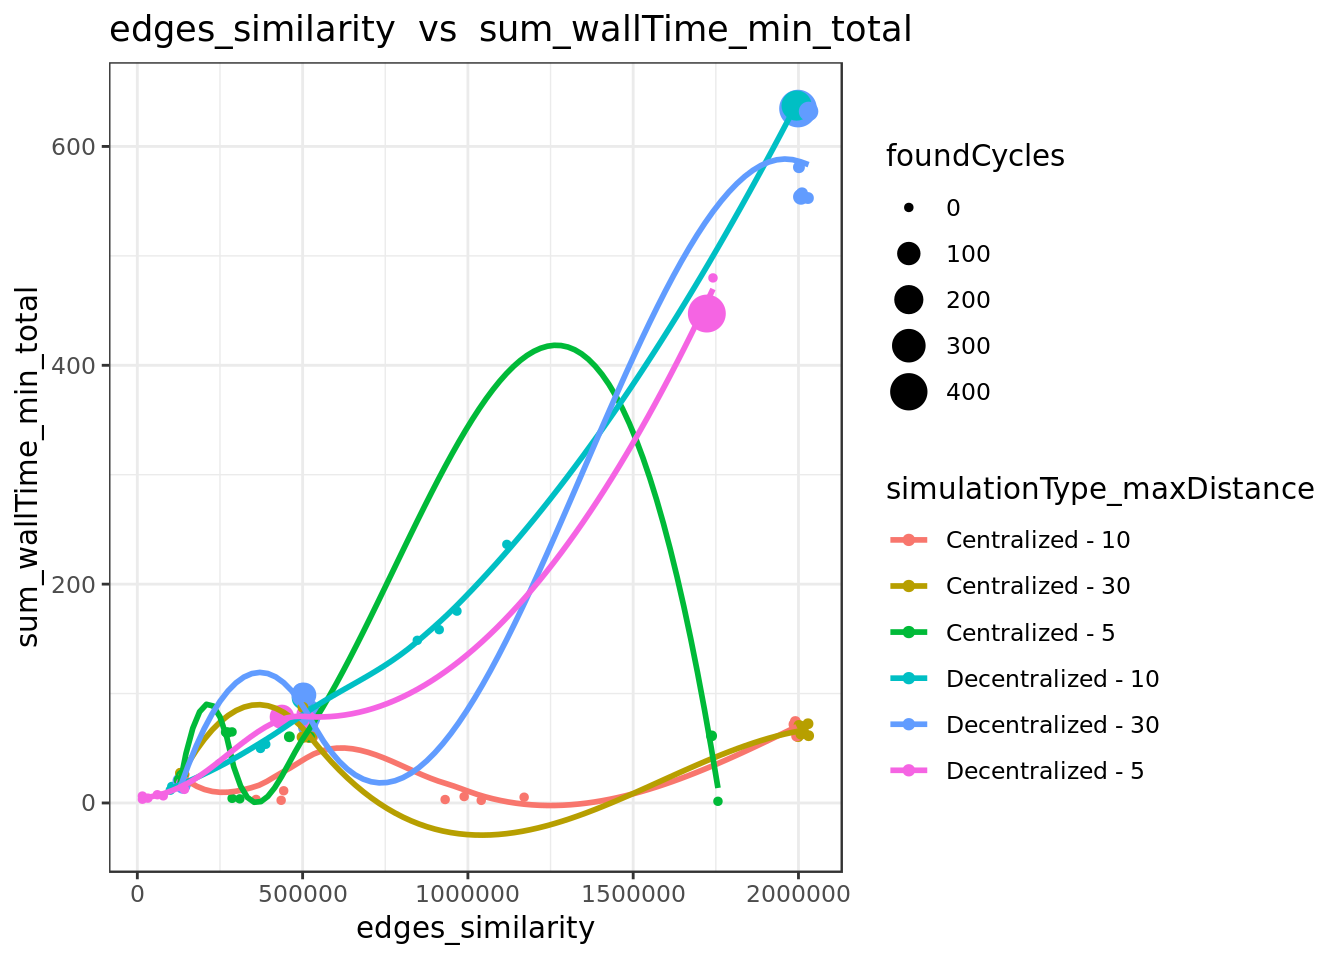 edges_similarity vs sum_wallTime_min_total
sum_wallTime_min_total
600
400
200
0
0
500000
1000000
1500000
2000000
edges_similarity
foundCycles
0
100
200
300
400
simulationType_maxDistance
Centralized - 10
Centralized - 30
Centralized - 5
Decentralized - 10
Decentralized - 30
Decentralized - 5